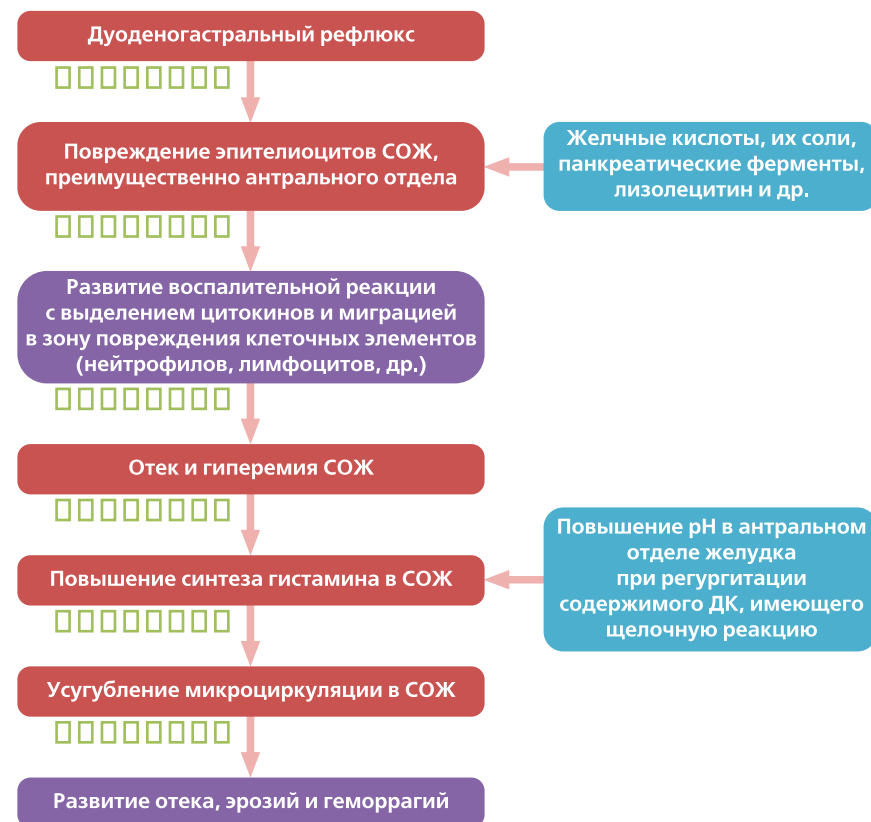 Дуоденогастральный рефлюкс
Повреждение эпителиоцитов СОЖ,
преимущественно антрального отдела
Желчные кислоты, их соли,
панкреатические ферменты,
лизолецитин и др.
Развитие воспалительной реакции
с выделением цитокинов и миграцией
в зону повреждения клеточных элементов
(нейтрофилов, лимфоцитов, др.)
Отек и гиперемия СОЖ
Повышение синтеза гистамина в СОЖ
Повышение pH в антральном
отделе желудка
при регургитации
содержимого ДК, имеющего
щелочную реакцию
Усугубление микроциркуляции в СОЖ
Развитие отека, эрозий и геморрагий